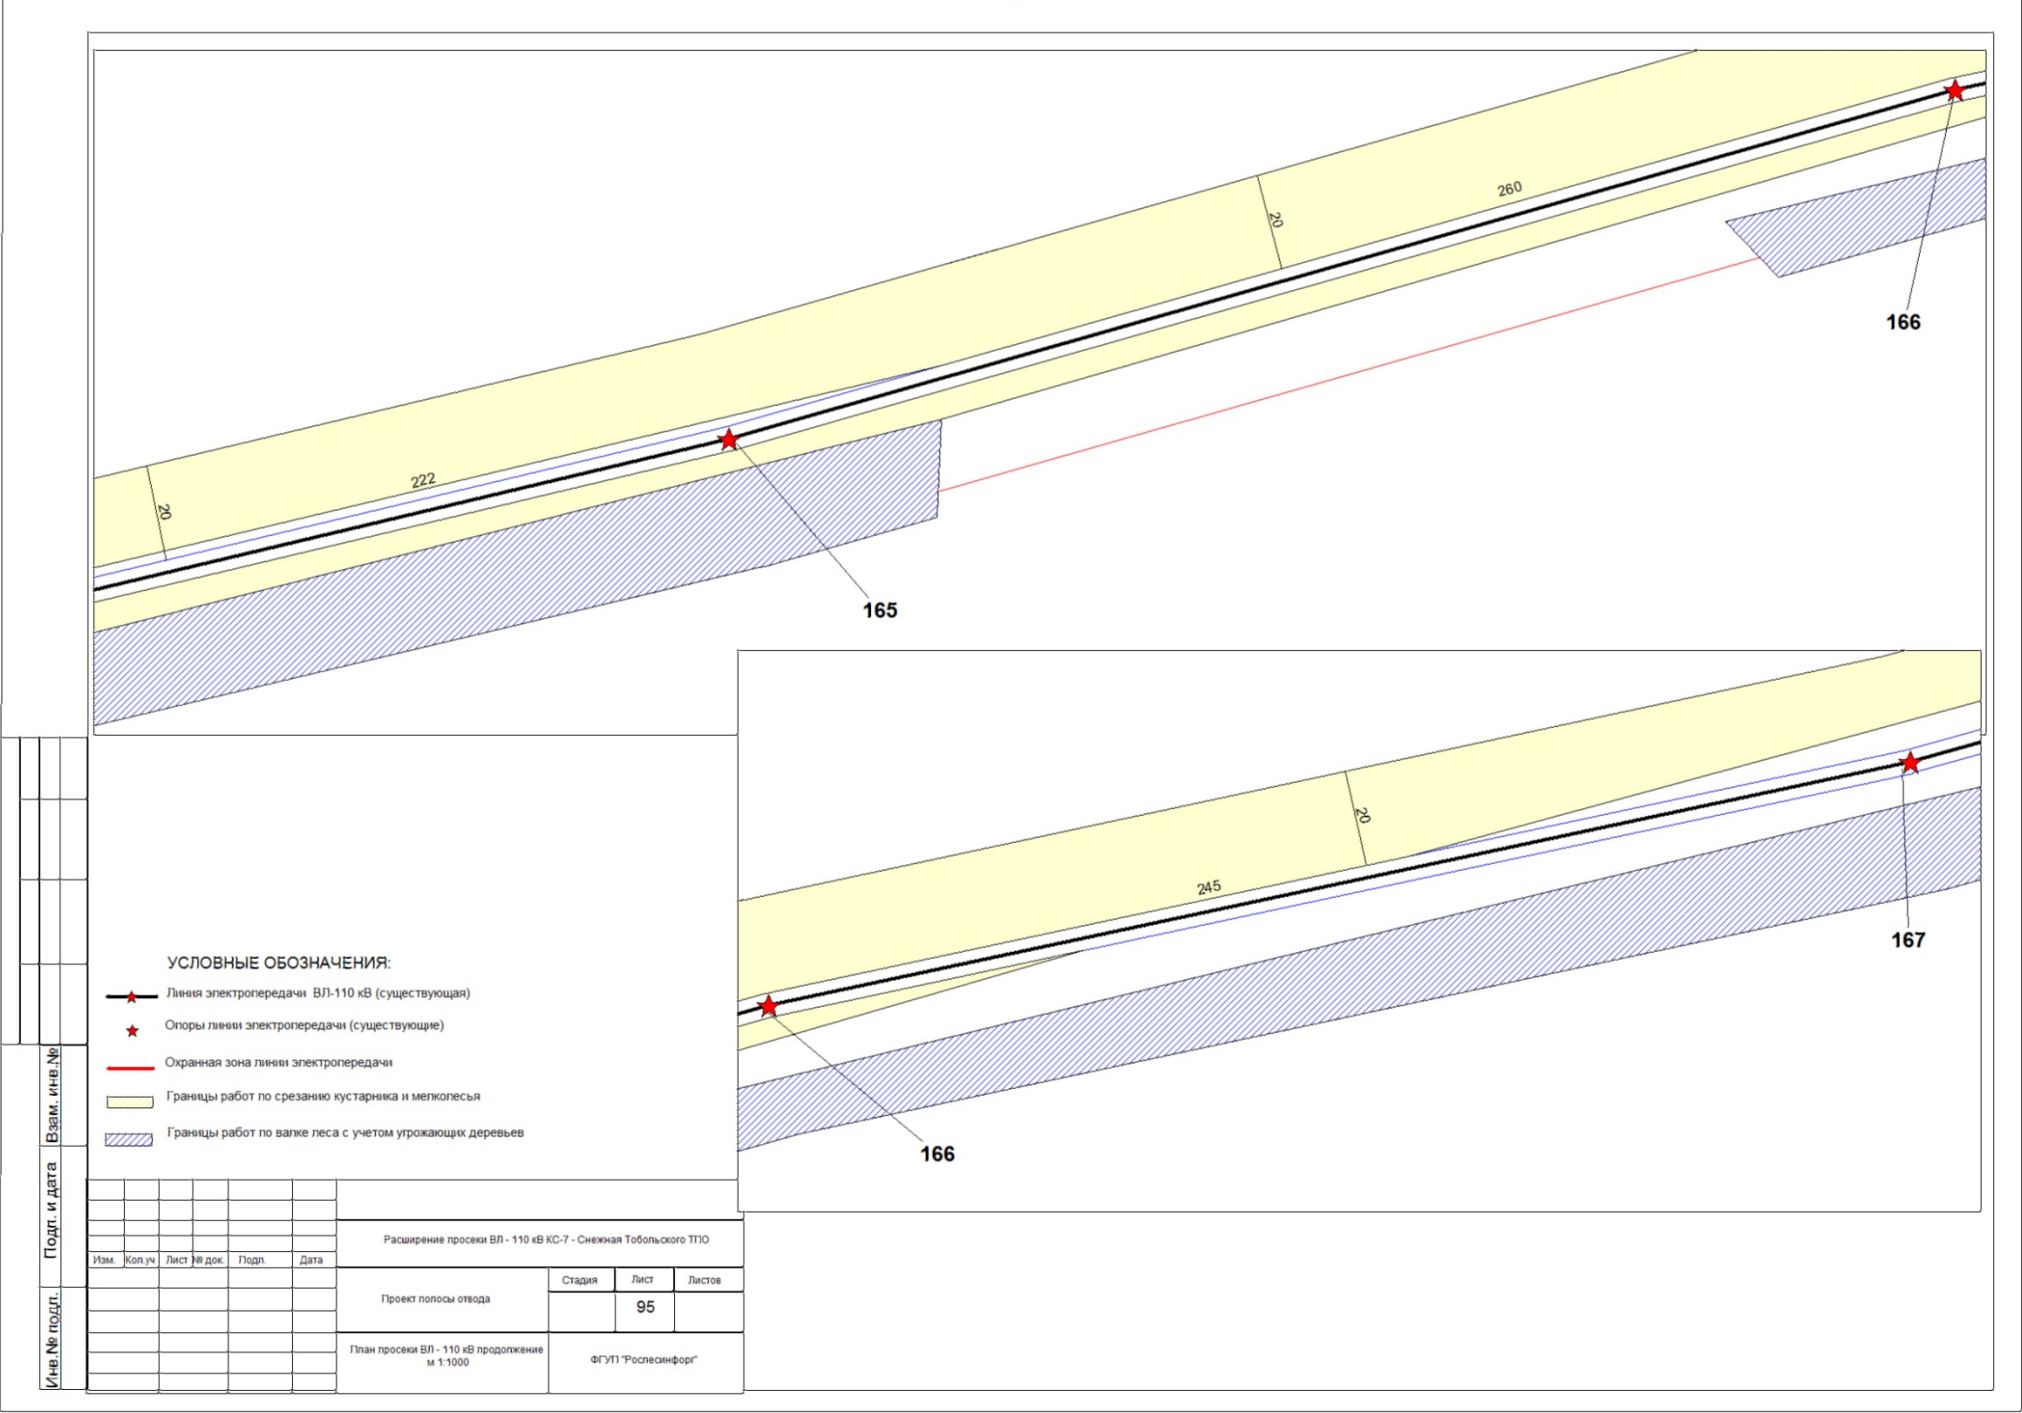 260
20
166
222
20
165
20
245
167
166
УСЛОВНЫЕ ОБОЗНАЧЕНИЯ:
Линия электропередачи ВЛ-110 кВ (существующая)
Опоры линии электропередачи (существующие)
Охранная зона линии электропередачи
Границы работ по срезанию кустарника и мелколесья
Границы работ по валке леса с учетом угрожающих деревьев
Взам. инв.№
Подп. и дата
Инв.№ подл.
Расширение просеки ВЛ - 110 кВ КС-7 - Снежная Тобольского ТПО
Изм. Кол.уч Лист № док. Подп. Дата
Стадия Лист Листов
Проект полосы отвода
95
План просеки ВЛ - 110 кВ продолжение
м 1:1000
ФГУП "Рослесинфорг"